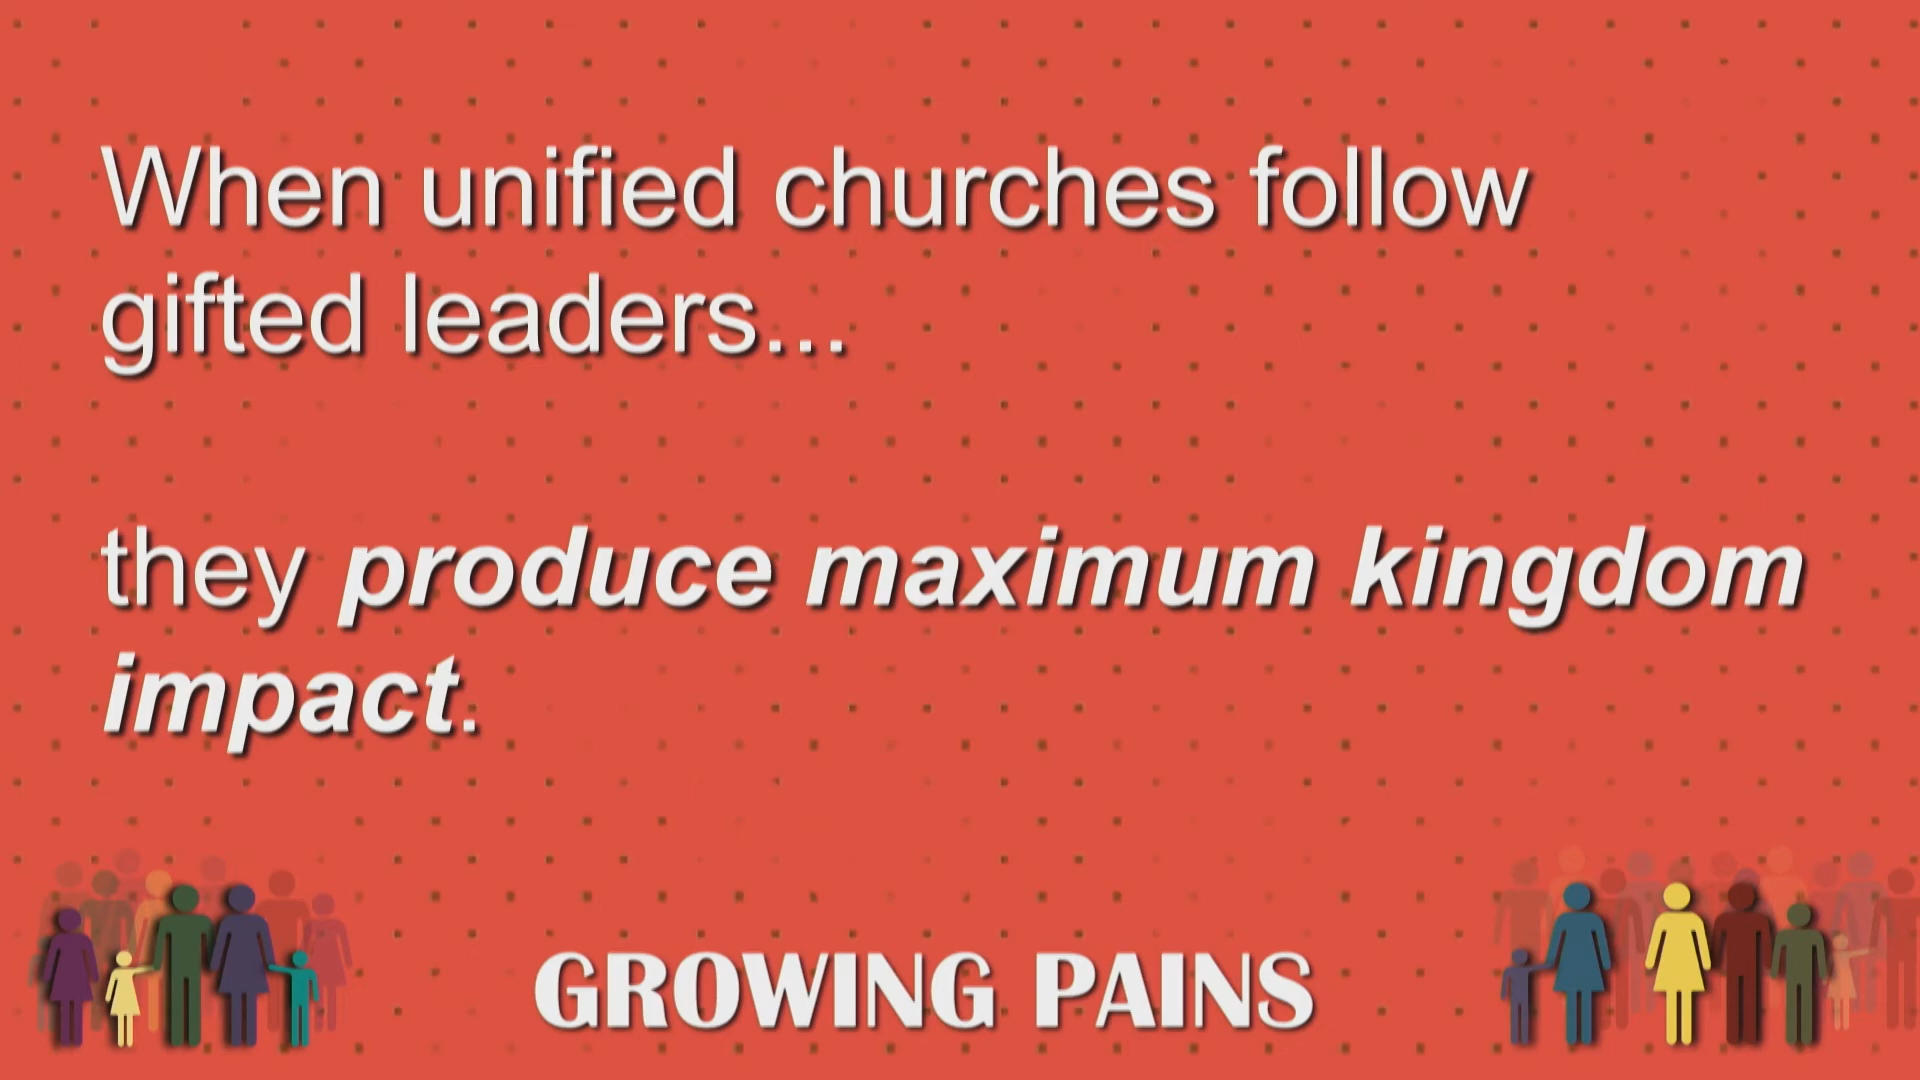 When unified churches follow
gifted leaders...
they produce maximum kingdom
impact.
GROWING PAINS